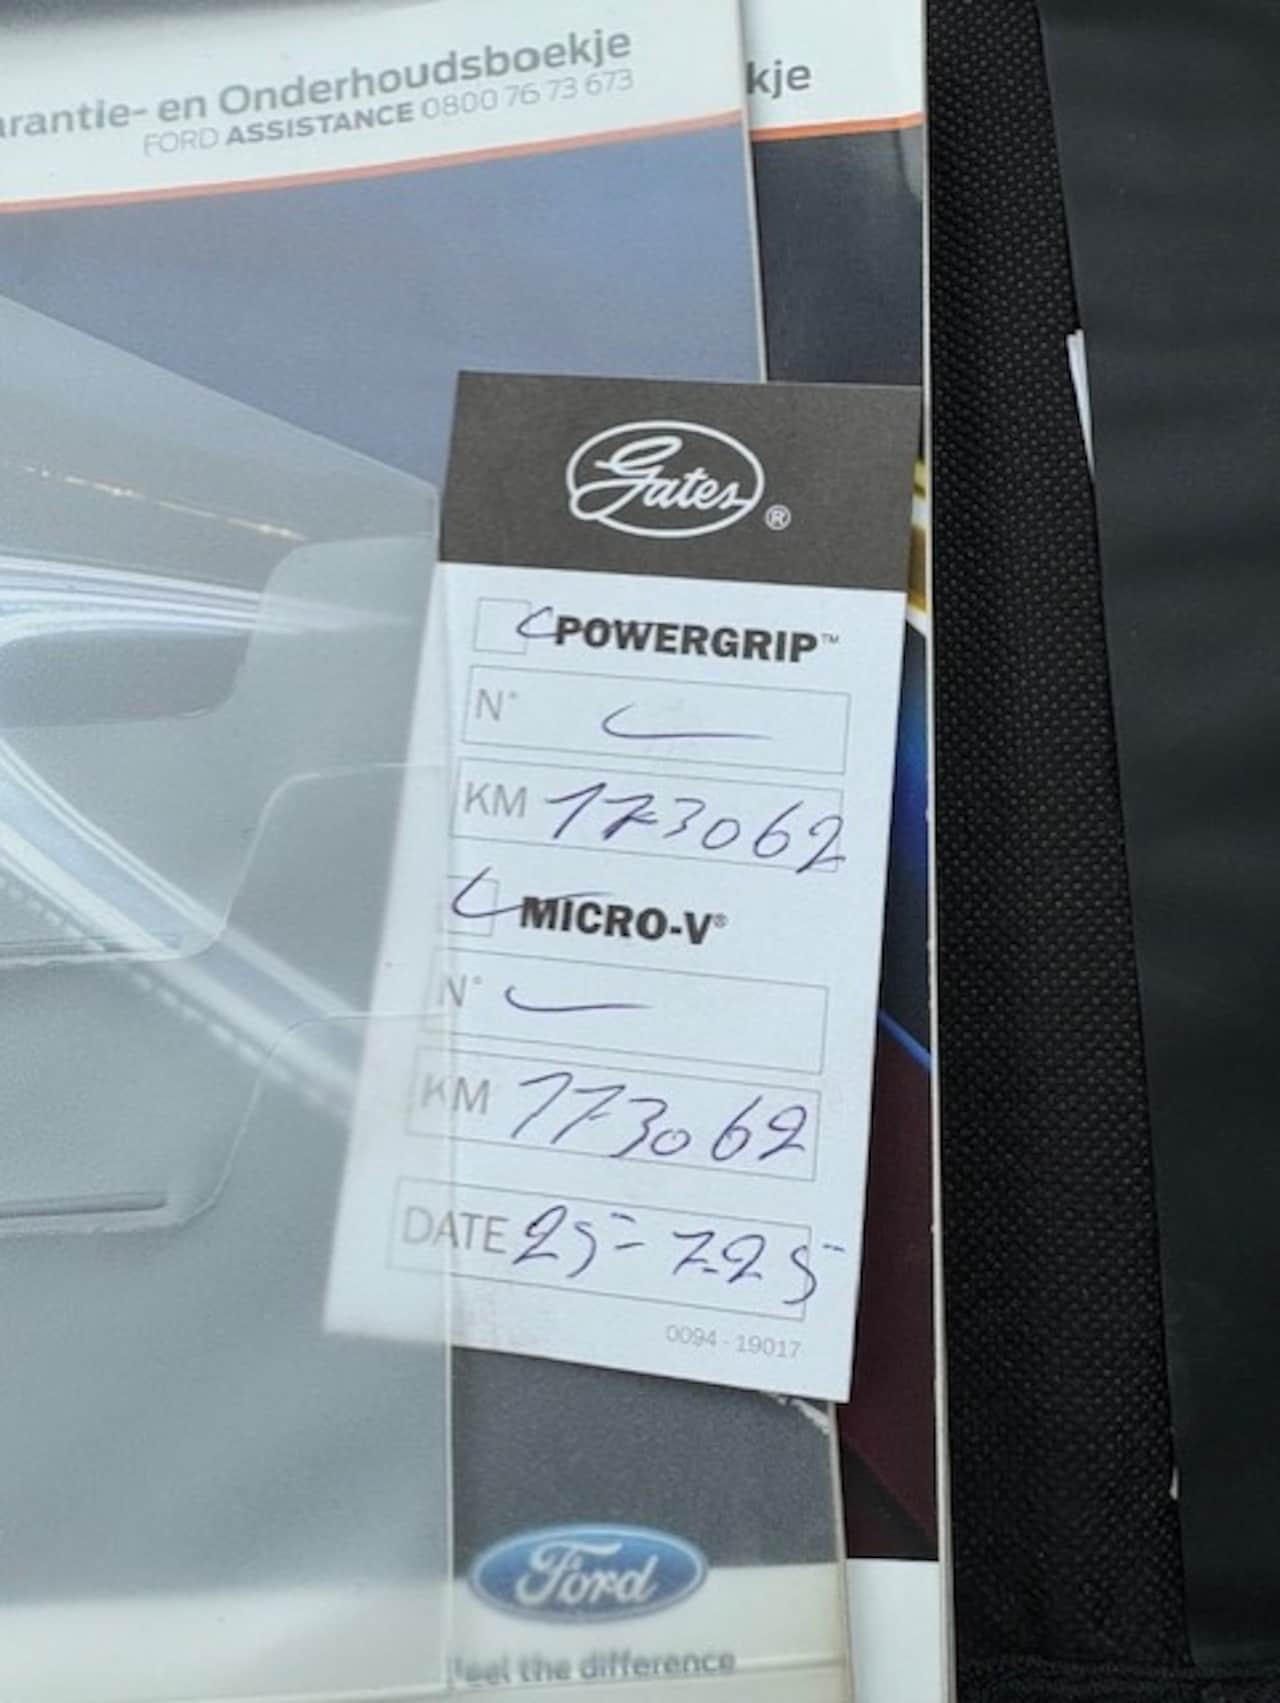 arantie- en Onderhoudsboekje
FORD ASSISTANCE 0800 76 73 673
kje
Gates ®
POWERGRIP™
N°
KM 173062
MICRO-V®
N°
KM 173062
DATE 25-7-25
0094 - 19017
Ford
feel the difference